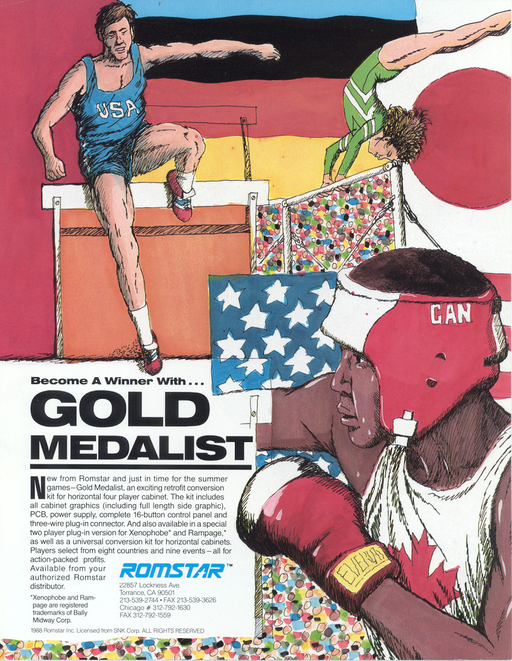 USA
CAN
Become A Winner With...
GOLD
MEDALIST
New from Romstar and just in time for the summer
games–Gold Medalist, an exciting retrofit conversion
kit for horizontal four player cabinet. The kit includes
all cabinet graphics (including full length side graphic),
PCB, power supply, complete 16-button control panel and
three-wire plug-in connector. And also available in a special
two player plug-in version for Xenophobe* and Rampage,*
as well as a universal conversion kit for horizontal cabinets.
Players select from eight countries and nine events–all for
action-packed profits.
Available from your
authorized Romstar
distributor.
*Xenophobe and Ram-
page are registered
trademarks of Bally
Midway Corp.
ROMSTAR™
22857 Lockness Ave.
Torrance, CA 90501
213-539-2744 • FAX 213-539-3626
Chicago # 312-792-1630
FAX 312-792-1559
1988 Romstar Inc. Licensed from SNK Corp. ALL RIGHTS RESERVED